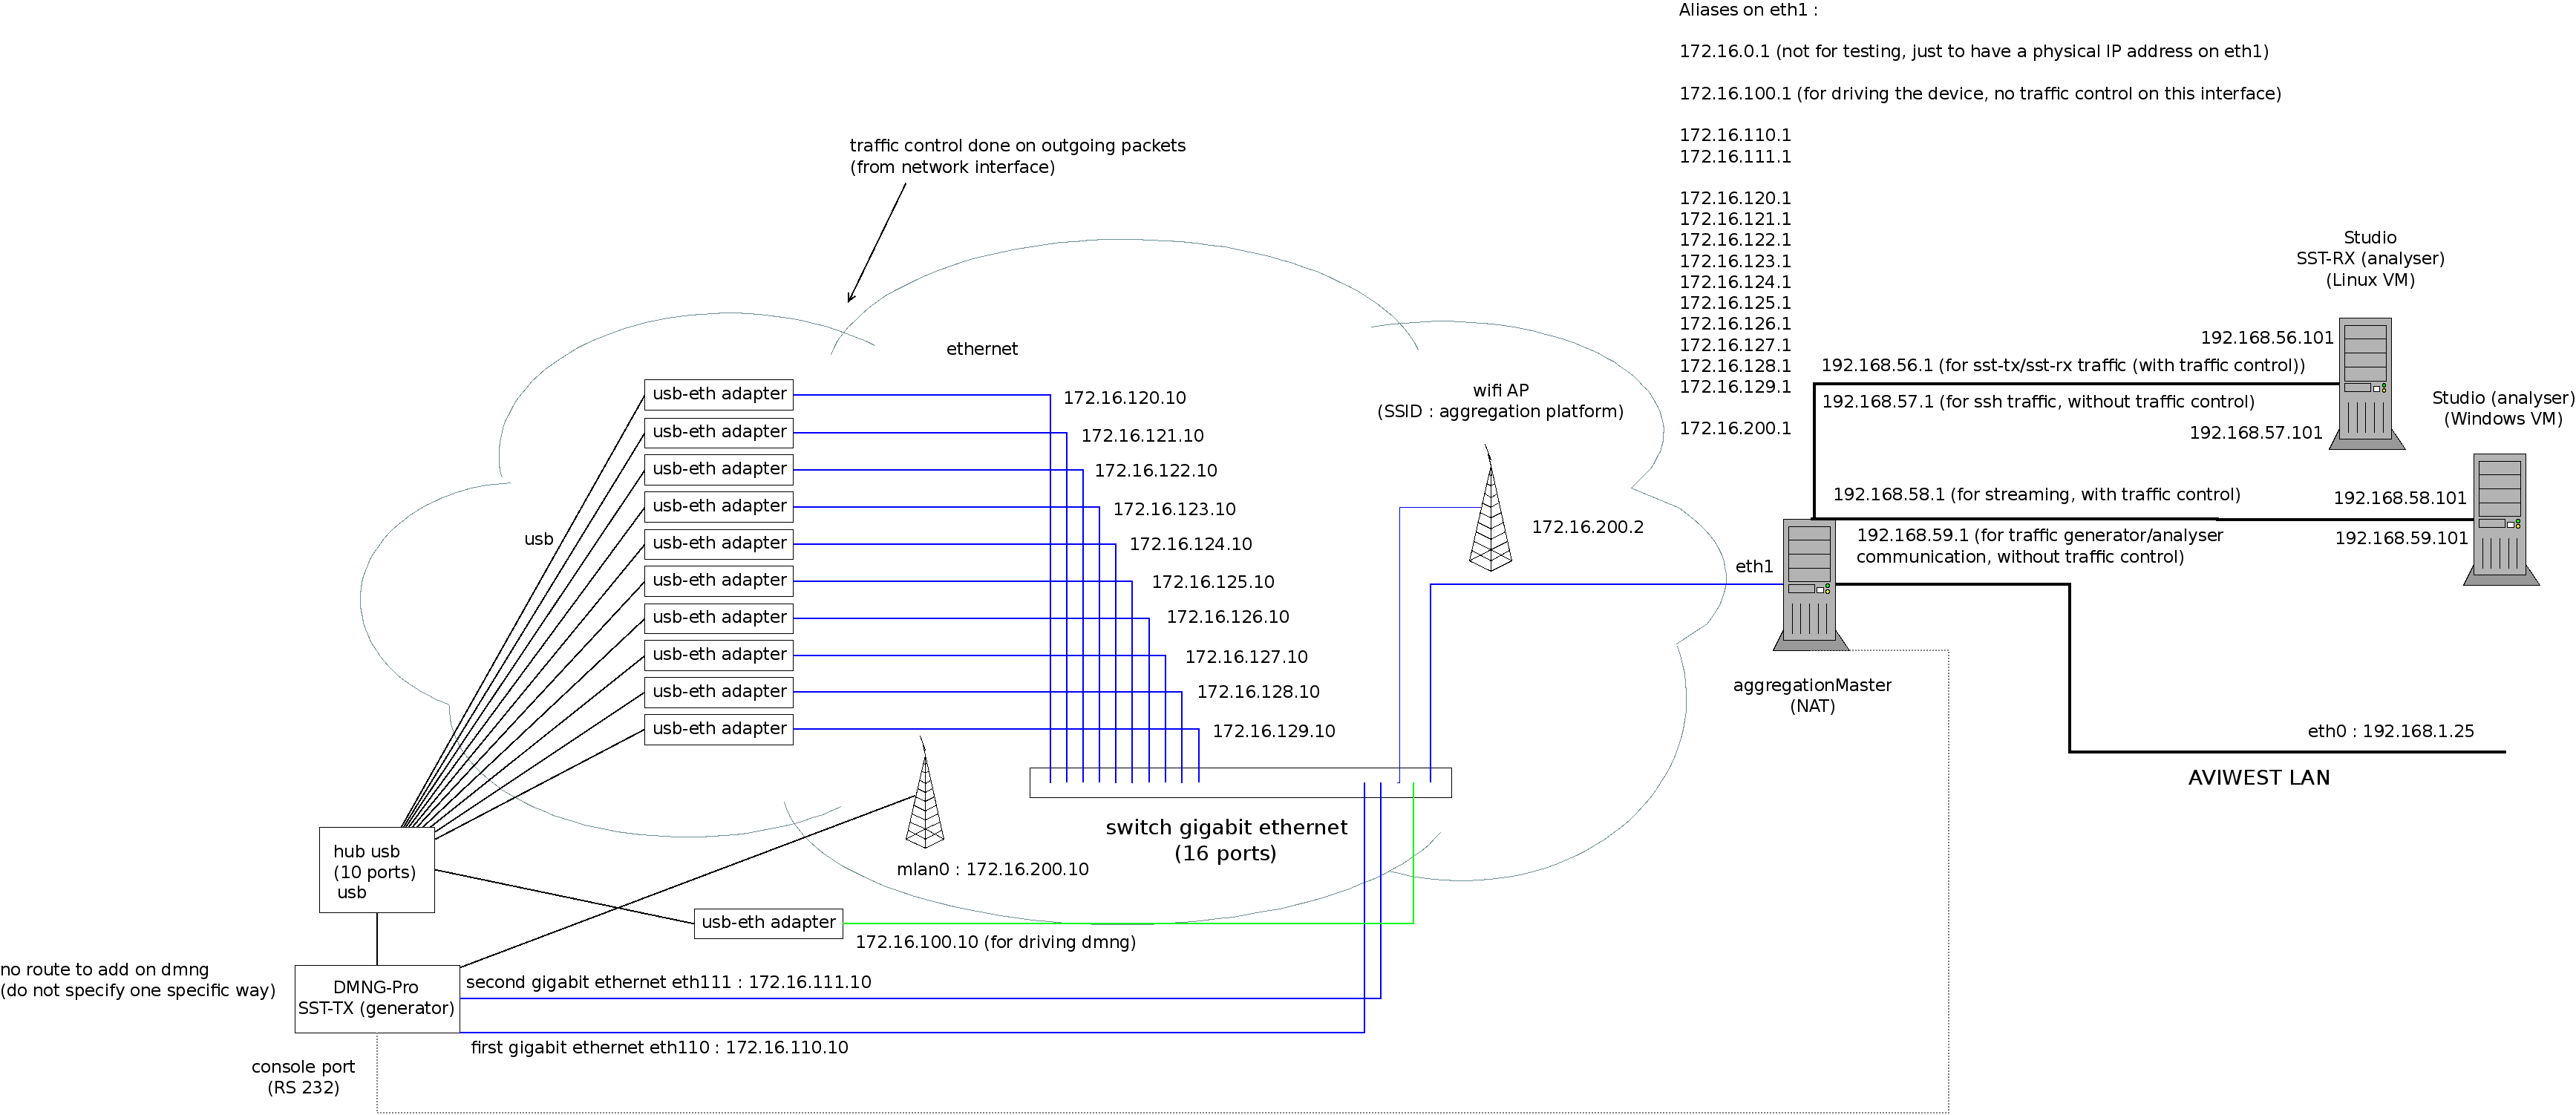 Aliases on eth1 :
172.16.0.1 (not for testing, just to have a physical IP address on eth1)
172.16.100.1 (for driving the device, no traffic control on this interface)
172.16.110.1
172.16.111.1
172.16.120.1
172.16.121.1
172.16.122.1
172.16.123.1
172.16.124.1
172.16.125.1
172.16.126.1
172.16.127.1
172.16.128.1
172.16.129.1
172.16.200.1
traffic control done on outgoing packets
(from network interface)
Studio
SST-RX (analyser)
(Linux VM)
192.168.56.101
192.168.56.1 (for sst-tx/sst-rx traffic (with traffic control))
192.168.57.1 (for ssh traffic, without traffic control)
192.168.57.101
Studio (analyser)
(Windows VM)
192.168.58.1 (for streaming, with traffic control)
192.168.58.101
192.168.59.1 (for traffic generator/analyser
communication, without traffic control)
192.168.59.101
ethernet
wifi AP
(SSID : aggregation platform)
172.16.200.2
eth1
aggregationMaster
(NAT)
eth0 : 192.168.1.25
AVIWEST LAN
usb
usb-eth adapter
172.16.120.10
usb-eth adapter
172.16.121.10
usb-eth adapter
172.16.122.10
usb-eth adapter
172.16.123.10
usb-eth adapter
172.16.124.10
usb-eth adapter
172.16.125.10
usb-eth adapter
172.16.126.10
usb-eth adapter
172.16.127.10
usb-eth adapter
172.16.128.10
usb-eth adapter
172.16.129.10
switch gigabit ethernet
(16 ports)
mlan0 : 172.16.200.10
hub usb
(10 ports)
usb
usb-eth adapter
172.16.100.10 (for driving dmng)
no route to add on dmng
(do not specify one specific way)
DMNG-Pro
SST-TX (generator)
second gigabit ethernet eth111 : 172.16.111.10
first gigabit ethernet eth110 : 172.16.110.10
console port
(RS 232)